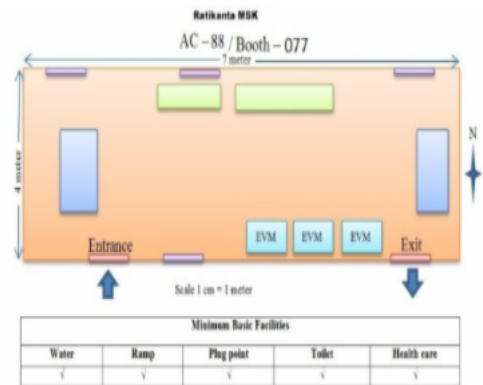 Ratikanta MSK
AC – 88 / Booth – 077
7 meter
4 meter
N
EVM EVM EVM
Entrance
Exit
Scale 1 cm = 1 meter
Minimum Basic Facilities
Water Ramp Plug point Toilet Health care
√ √ √ √ √